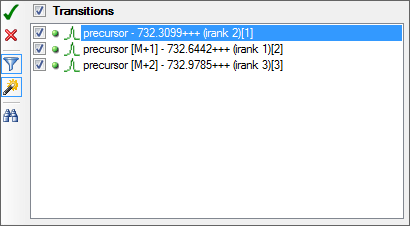 Transitions
precursor - 732.3099+++ (irank 2)[1]
precursor [M+1] - 732.6442+++ (irank 1)[2]
precursor [M+2] - 732.9785+++ (irank 3)[3]